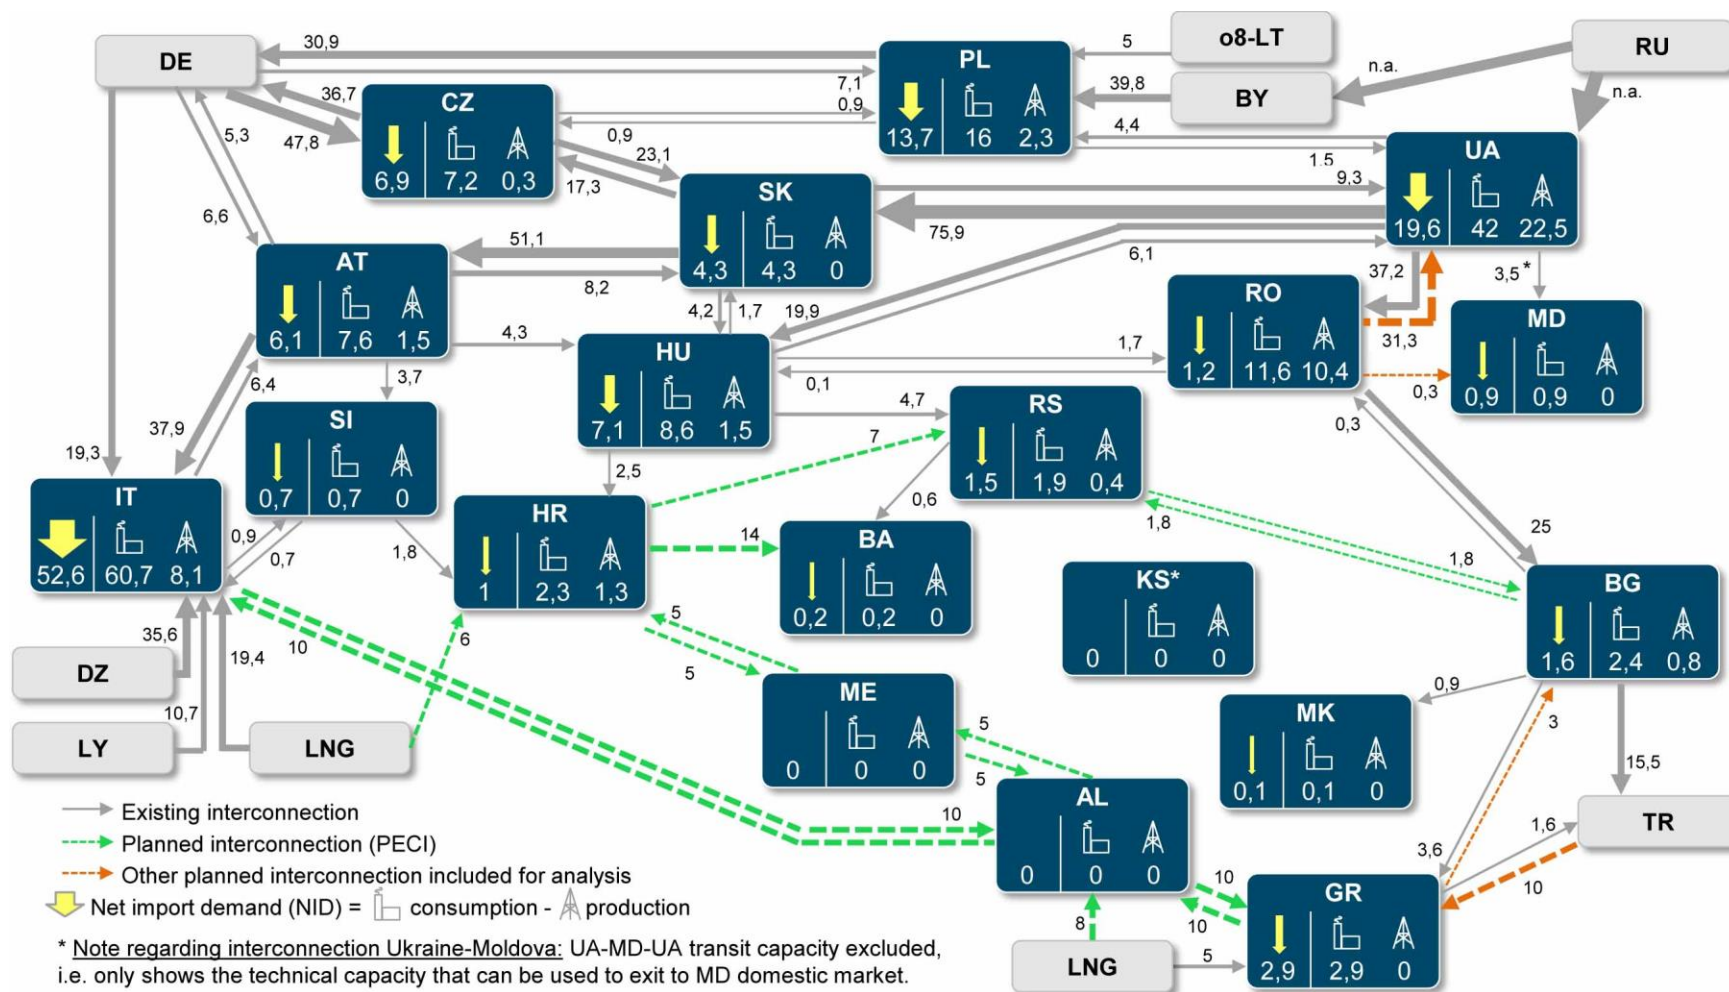 DE
30,9
5
o8-LT
RU
PL
7,1
0,9
13,7 16 2,3
39,8
BY
n.a.
n.a.
36,7
47,8
CZ
6,9 7,2 0,3
5,3
0,9
23,1
17,3
4,4
1,5
UA
19,6 42 22,5
9,3
SK
4,3 4,3 0
75,9
6,1
6,6
51,1
8,2
AT
6,1 7,6 1,5
4,2
1,7
19,9
37,2
3,5*
RO
1,2 11,6 10,4
31,3
MD
0,9 0,9 0
0,3
4,3
HU
7,1 8,6 1,5
1,7
0,1
6,4
3,7
37,9
19,3
SI
0,7 0,7 0
4,7
RS
1,5 1,9 0,4
0,3
7
2,5
IT
52,6 60,7 8,1
0,9
0,7
1,8
HR
1 2,3 1,3
14
0,6
BA
0,2 0,2 0
1,8
1,8
25
KS*
0 0 0
BG
1,6 2,4 0,8
35,6
DZ
19,4
10
6
5
5
10,7
LY
LNG
ME
0 0 0
5
5
0,9
MK
0,1 0,1 0
3
15,5
TR
AL
0 0 0
10
3,6
1,6
10
10
10
GR
2,9 2,9 0
8
LNG
5
Existing interconnection
Planned interconnection (PECI)
Other planned interconnection included for analysis
Net import demand (NID) = consumption - production
* Note regarding interconnection Ukraine-Moldova: UA-MD-UA transit capacity excluded,
i.e. only shows the technical capacity that can be used to exit to MD domestic market.